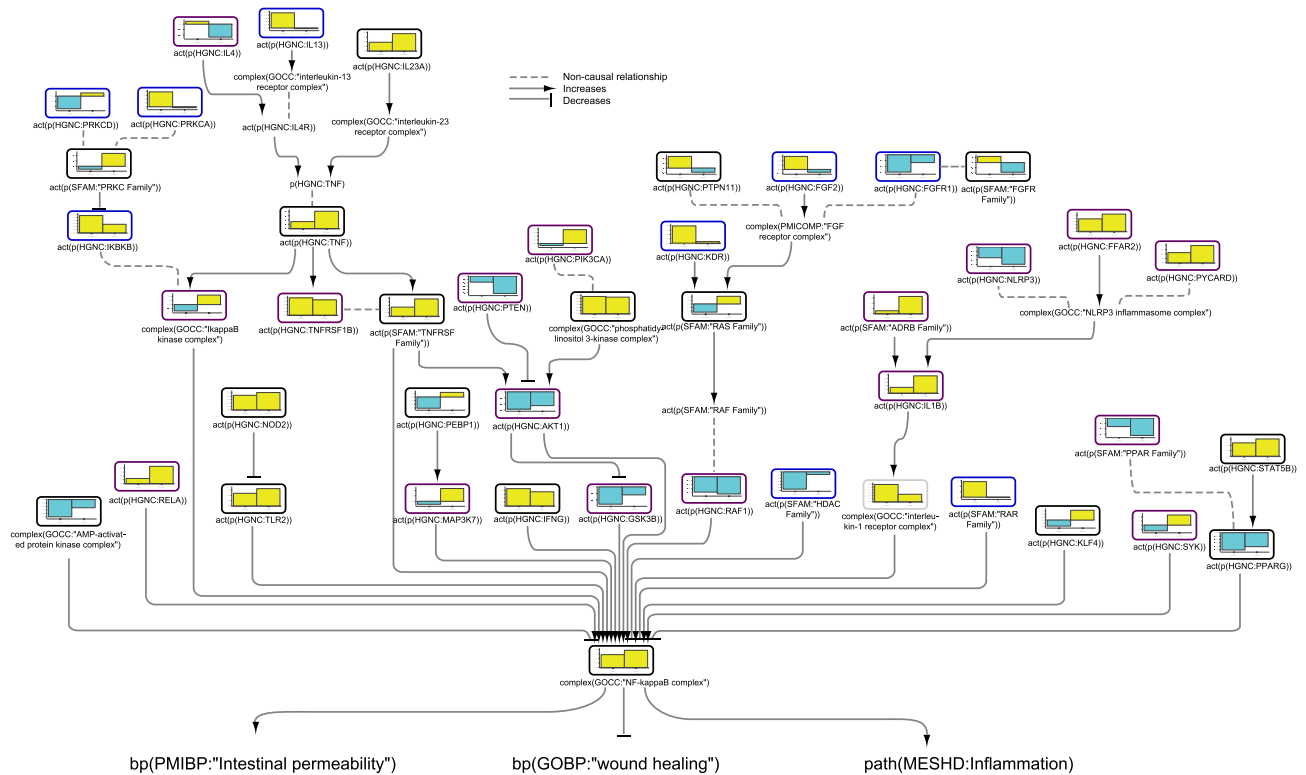 act(p(HGNC:IL4))
act(p(HGNC:IL13))
act(p(HGNC:IL23A))
complex(GOCC:"interleukin-13
receptor complex")
Non-causal relationship
Increases
Decreases
act(p(HGNC:PRKCD))
act(p(HGNC:PRKCA))
act(p(HGNC:IL4R))
complex(GOCC:"interleukin-23
receptor complex")
act(p(SFAM:"PRKC Family"))
p(HGNC:TNF)
act(p(HGNC:PTPN11))
act(p(HGNC:FGF2))
act(p(HGNC:FGFR1))
act(p(SFAM:"FGFR
Family"))
act(p(HGNC:IKBKB))
act(p(HGNC:TNF))
complex(PMICOMP:"FGF
receptor complex")
act(p(HGNC:PIK3CA))
act(p(HGNC:KDR))
act(p(HGNC:FFAR2))
act(p(HGNC:NLRP3))
act(p(HGNC:PYCARD))
complex(GOCC:"IkappaB
kinase complex")
act(p(HGNC:TNFRSF1B))
act(p(SFAM:"TNFRSF
Family"))
act(p(HGNC:PTEN))
complex(GOCC:"phosphatidy-
linositol 3-kinase complex")
act(p(SFAM:"RAS Family"))
act(p(SFAM:"ADRB Family"))
complex(GOCC:"NLRP3 inflammasome complex")
act(p(HGNC:NOD2))
act(p(HGNC:PEBP1))
act(p(HGNC:AKT1))
act(p(SFAM:"RAF Family"))
act(p(HGNC:IL1B))
act(p(SFAM:"PPAR Family"))
act(p(HGNC:STAT5B))
act(p(HGNC:RELA))
complex(GOCC:"AMP-activat-
ed protein kinase complex")
act(p(HGNC:TLR2))
act(p(HGNC:MAP3K7))
act(p(HGNC:IFNG))
act(p(HGNC:GSK3B))
act(p(HGNC:RAF1))
act(p(SFAM:"HDAC
Family"))
complex(GOCC:"interleu-
kin-1 receptor complex")
act(p(SFAM:"RAR
Family"))
act(p(HGNC:KLF4))
act(p(HGNC:SYK))
act(p(HGNC:PPARG))
complex(GOCC:"NF-kappaB complex")
bp(PMIBP:"Intestinal permeability")
bp(GOBP:"wound healing")
path(MESHD:Inflammation)